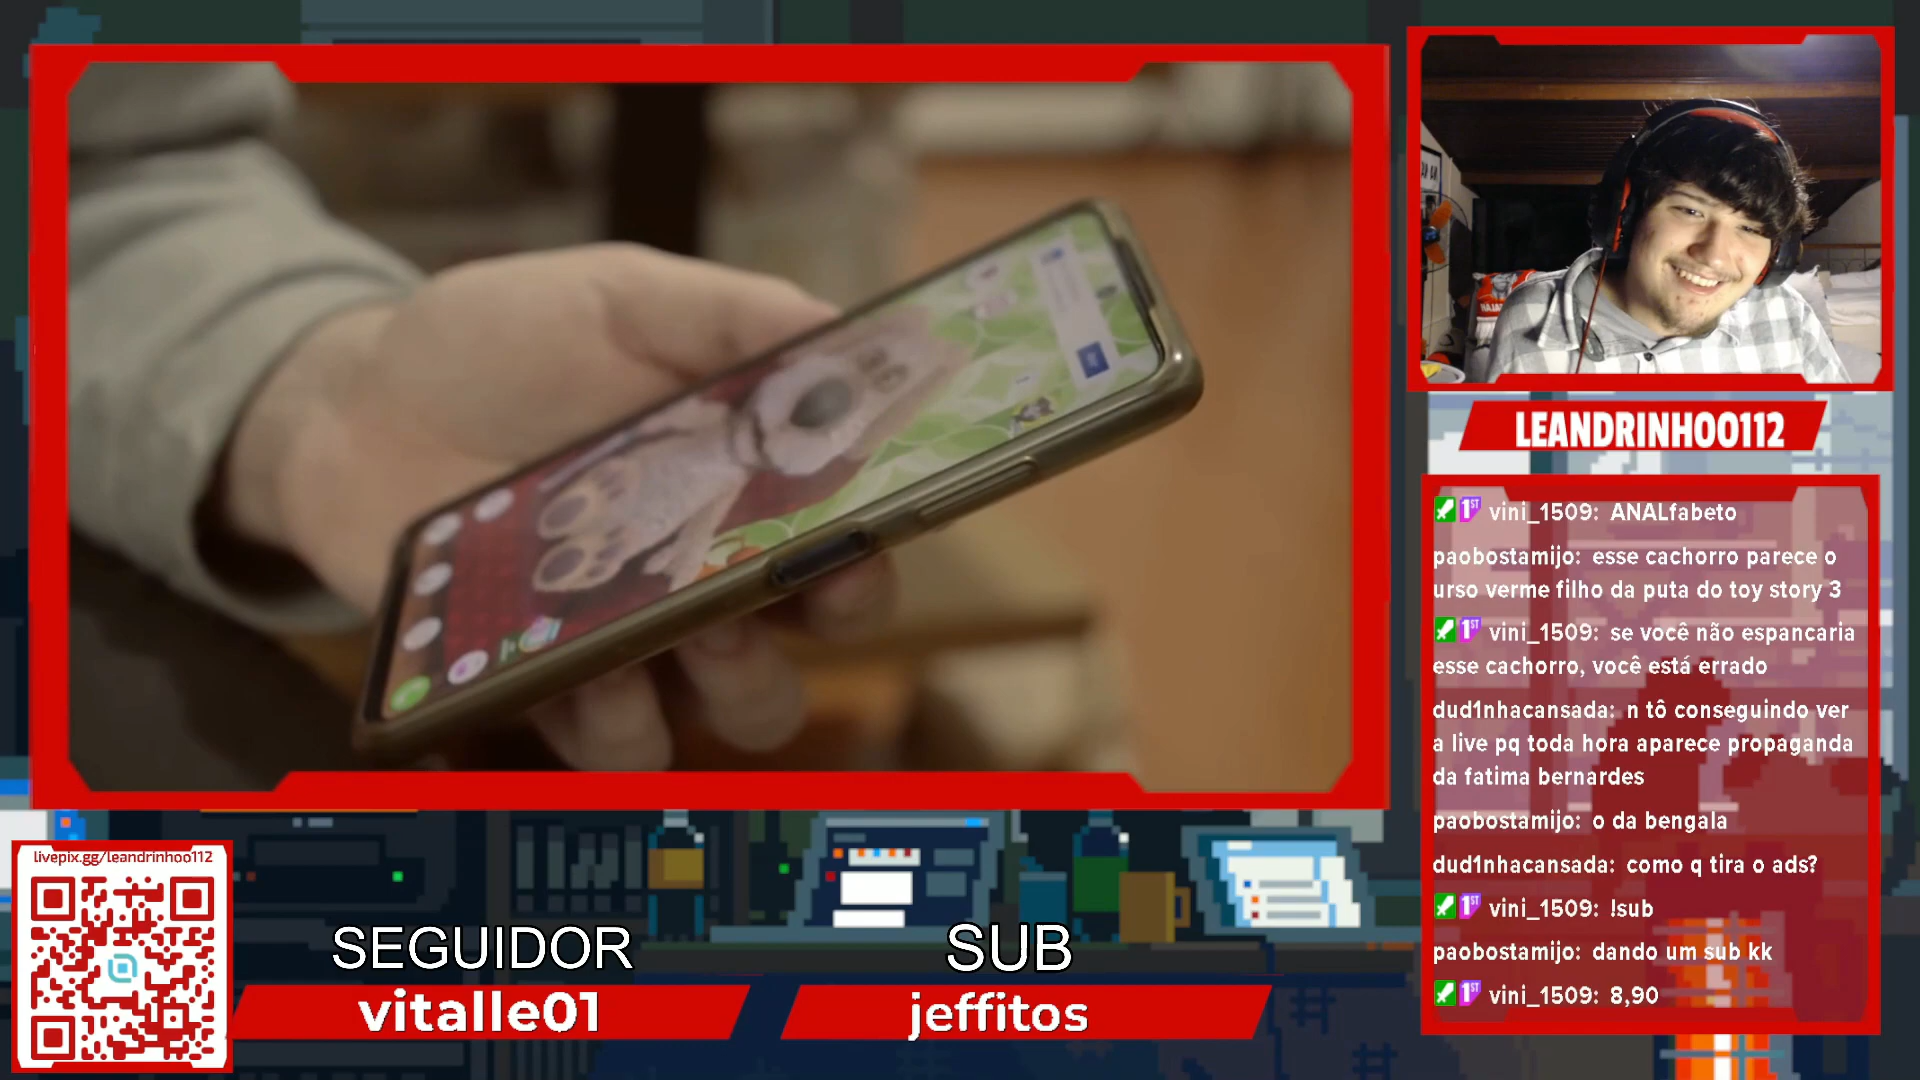 LEANDRINHOO112
vini_1509: ANALfabeto
paobostamijo: esse cachorro parece o
urso verme filho da puta do toy story 3
vini_1509: se você não espancaria
esse cachorro, você está errado
dud1nhacansada: n tô conseguindo ver
a live pq toda hora aparece propaganda
da fatima bernardes
paobostamijo: o da bengala
dud1nhacansada: como q tira o ads?
vini_1509: !sub
paobostamijo: dando um sub kk
vini_1509: 8,90
livepix.gg/leandrinhoo112
SEGUIDOR
vitalle01
SUB
jeffitos